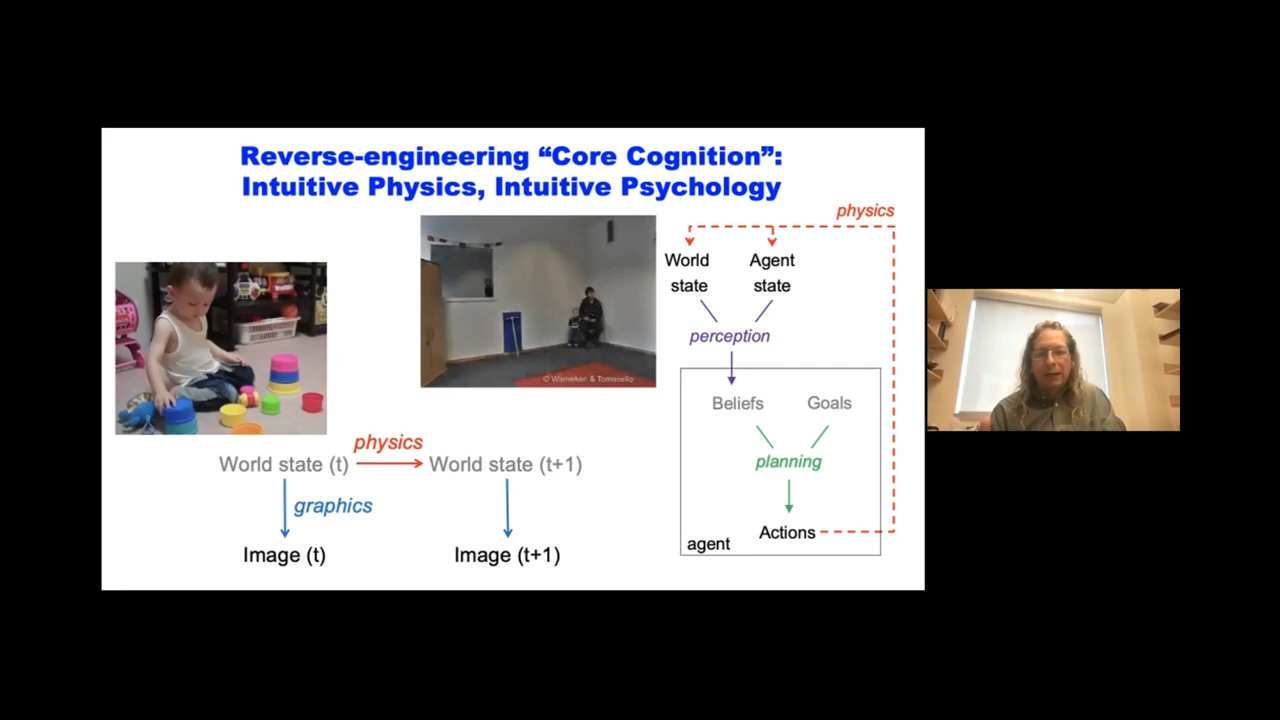 Reverse-engineering “Core Cognition”:
Intuitive Physics, Intuitive Psychology
© Warneken & Tomasello
physics
World state (t)
World state (t+1)
graphics
Image (t)
Image (t+1)
physics
World
state
Agent
state
perception
Beliefs
Goals
planning
Actions
agent